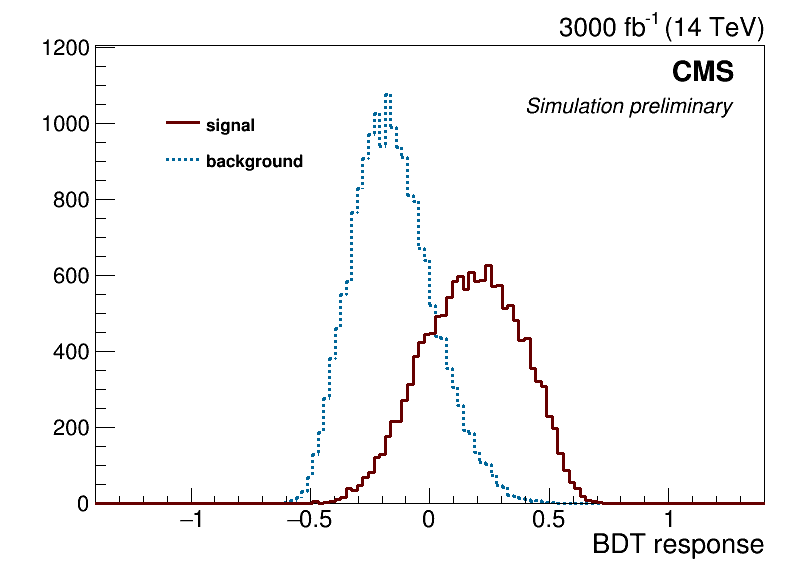 3000 fb⁻¹ (14 TeV)
CMS
Simulation preliminary
signal
background
1200
1000
800
600
400
200
0
−1 −0.5 0 0.5 1
BDT response